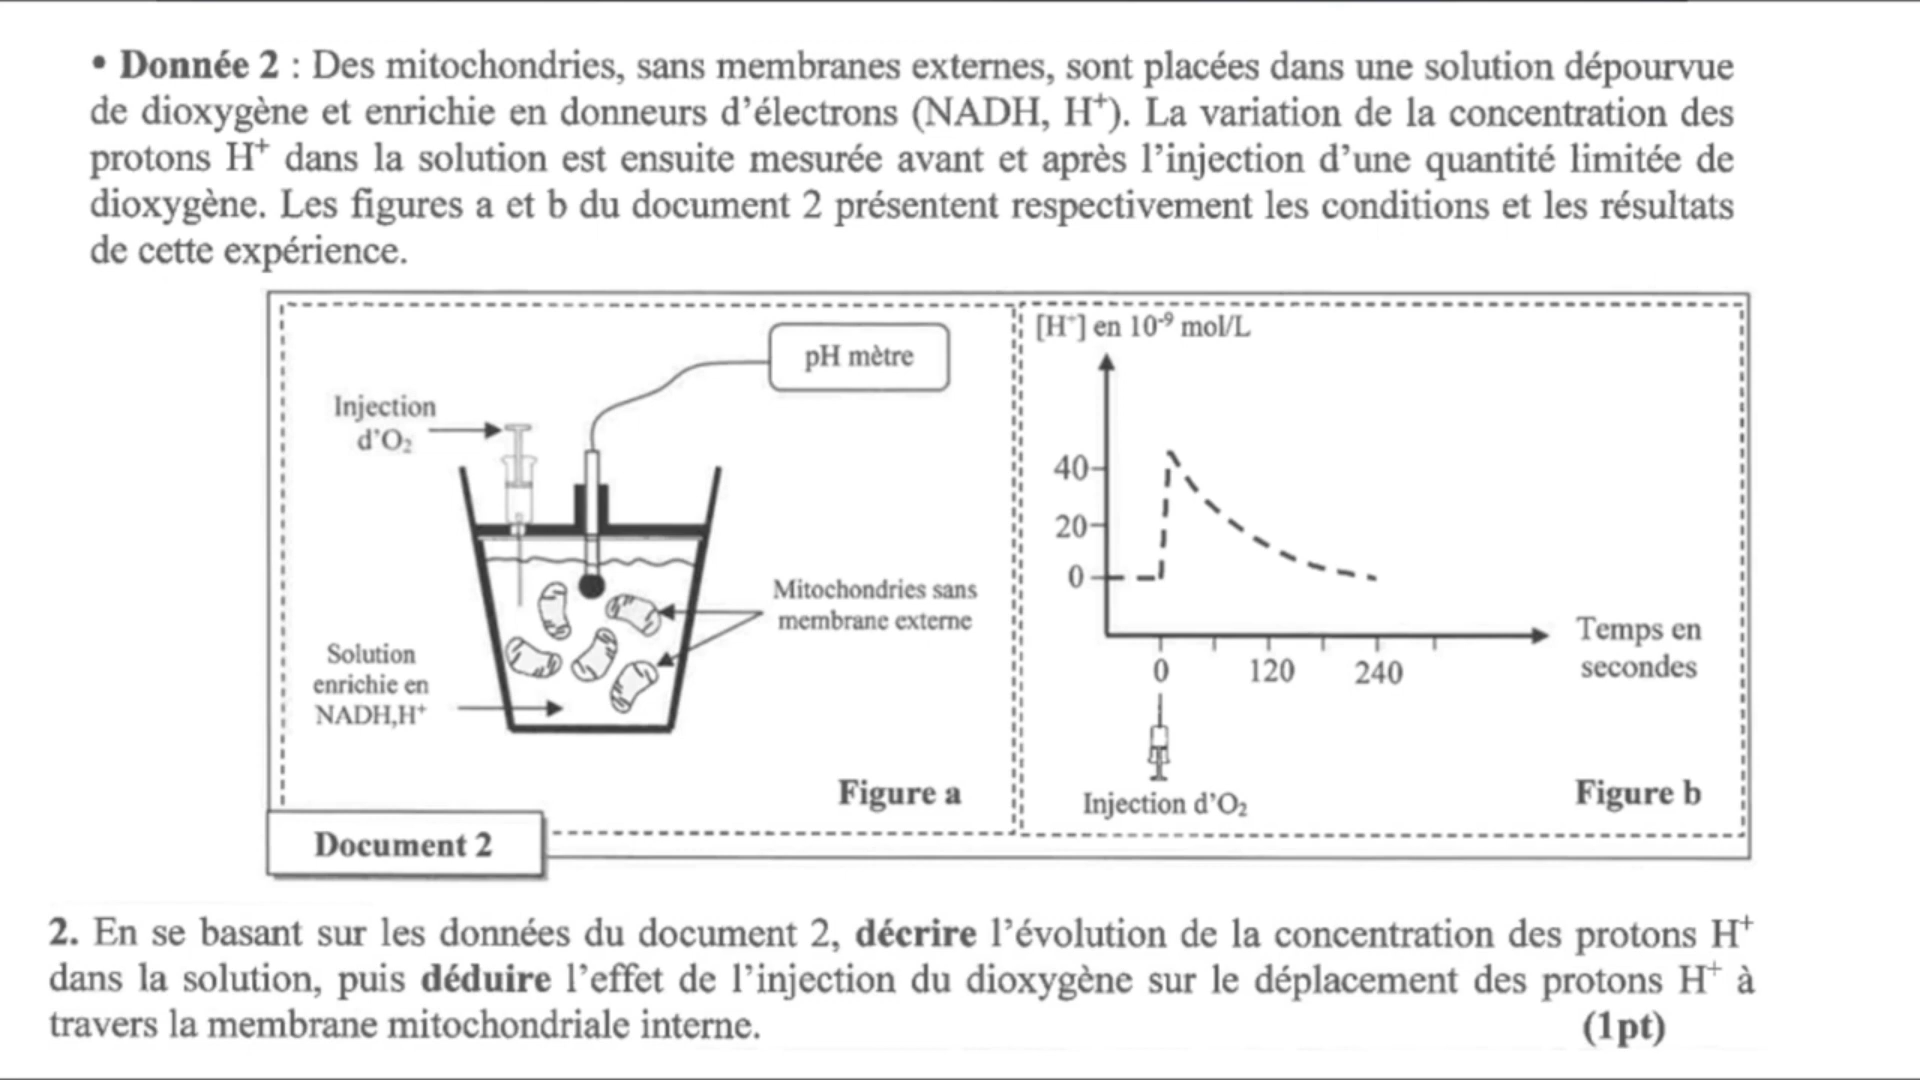 • Donnée 2 : Des mitochondries, sans membranes externes, sont placées dans une solution dépourvue
de dioxygène et enrichie en donneurs d'électrons (NADH, H⁺). La variation de la concentration des
protons H⁺ dans la solution est ensuite mesurée avant et après l'injection d'une quantité limitée de
dioxygène. Les figures a et b du document 2 présentent respectivement les conditions et les résultats
de cette expérience.
pH mètre
Injection
d'O₂
Mitochondries sans
membrane externe
Solution
enrichie en
NADH,H⁺
Figure a
[H⁺] en 10⁻⁹ mol/L
40
20
0
0 120 240
Temps en
secondes
Injection d'O₂
Figure b
Document 2
2. En se basant sur les données du document 2, décrire l'évolution de la concentration des protons H⁺
dans la solution, puis déduire l'effet de l'injection du dioxygène sur le déplacement des protons H⁺ à
travers la membrane mitochondriale interne. (1pt)